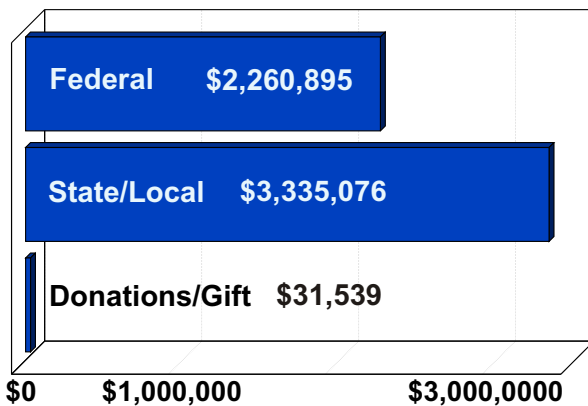 Federal $2,260,895
State/Local $3,335,076
Donations/Gift $31,539
$0 $1,000,000 $3,000,0000